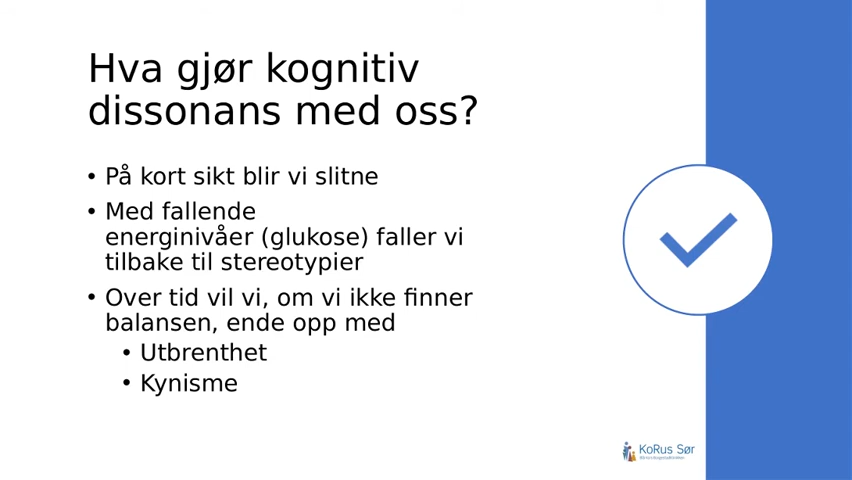 Hva gjør kognitiv
dissonans med oss?
• På kort sikt blir vi slitne
• Med fallende
energinivåer (glukose) faller vi
tilbake til stereotypier
• Over tid vil vi, om vi ikke finner
balansen, ende opp med
• Utbrenthet
• Kynisme
KoRus Sør